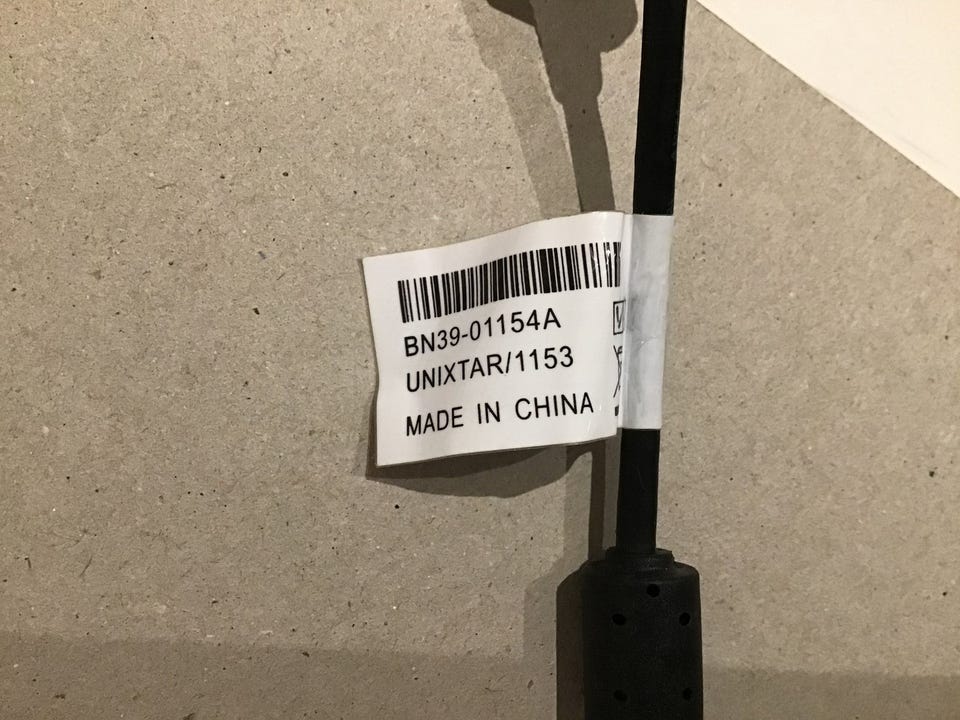 BN39-01154A
UNIXTAR/1153
MADE IN CHINA